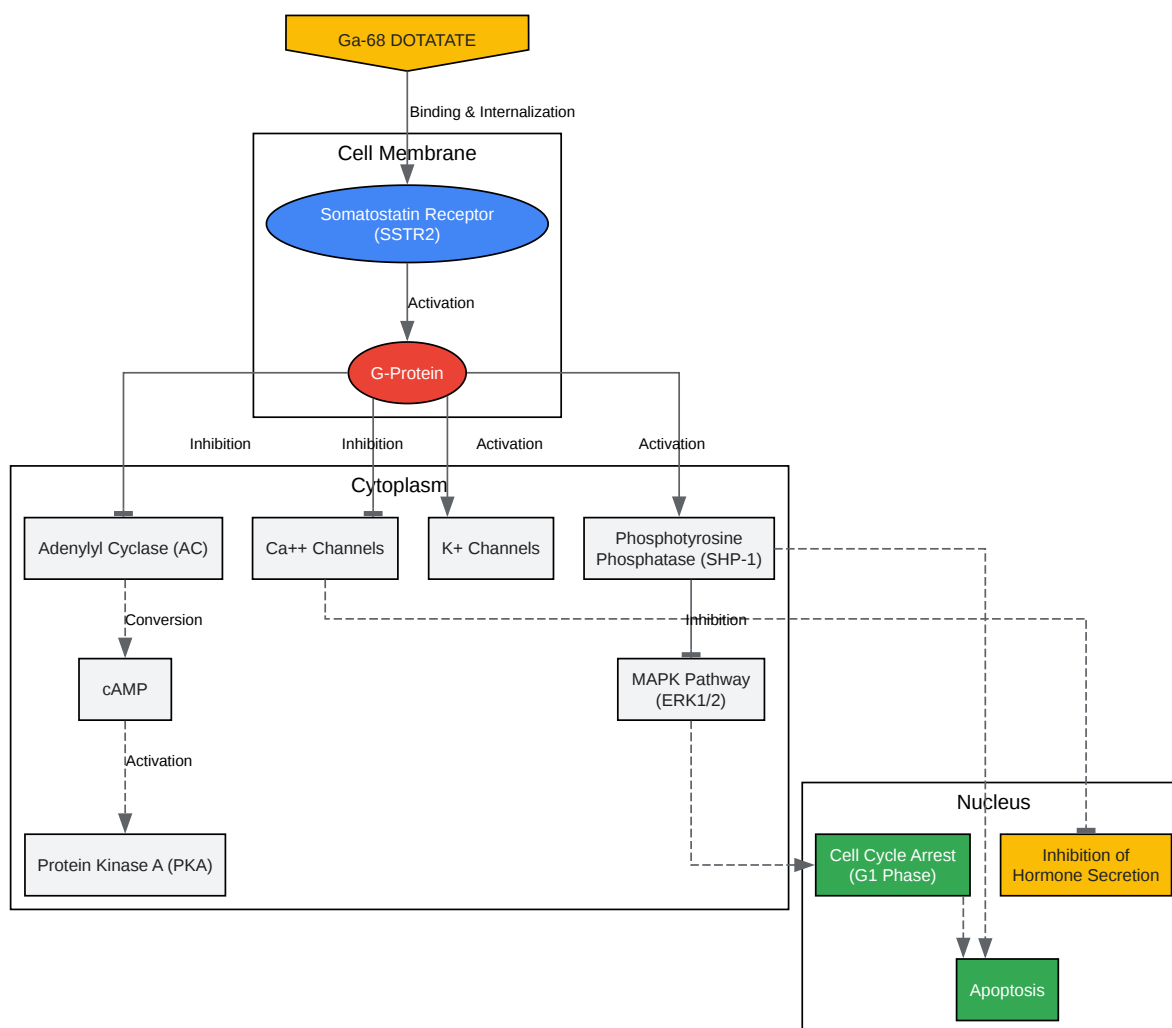 Ga-68 DOTATATE
Binding & Internalization
Cell Membrane
Somatostatin Receptor
(SSTR2)
Activation
G-Protein
Inhibition
Inhibition
Activation
Activation
Cytoplasm
Adenylyl Cyclase (AC)
Ca++ Channels
K+ Channels
Phosphotyrosine
Phosphatase (SHP-1)
Conversion
Inhibition
cAMP
MAPK Pathway
(ERK1/2)
Activation
Nucleus
Protein Kinase A (PKA)
Cell Cycle Arrest
(G1 Phase)
Inhibition of
Hormone Secretion
Apoptosis